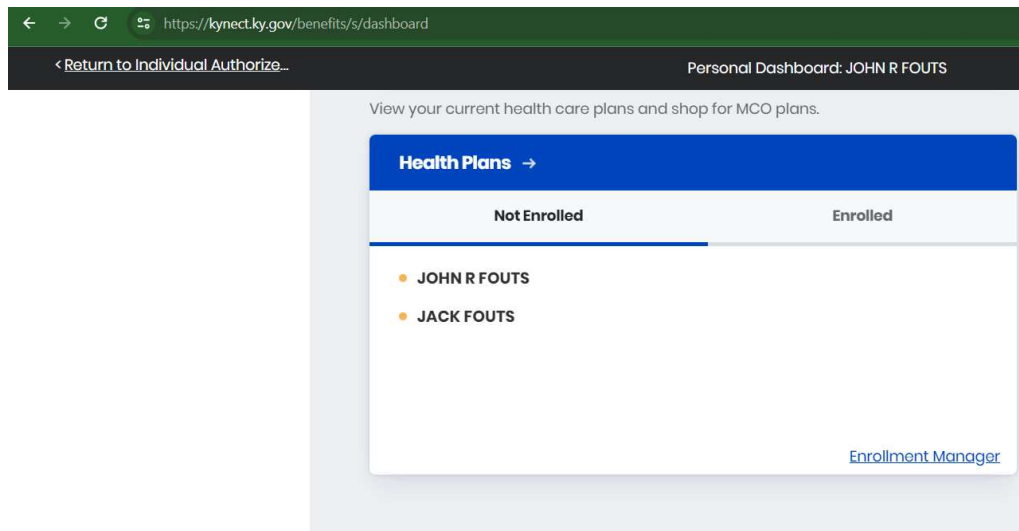 https://kynect.ky.gov/benefits/s/dashboard
< Return to Individual Authorize... Personal Dashboard: JOHN R FOUTS
View your current health care plans and shop for MCO plans.
Health Plans →
Not Enrolled Enrolled
JOHN R FOUTS
JACK FOUTS
Enrollment Manager